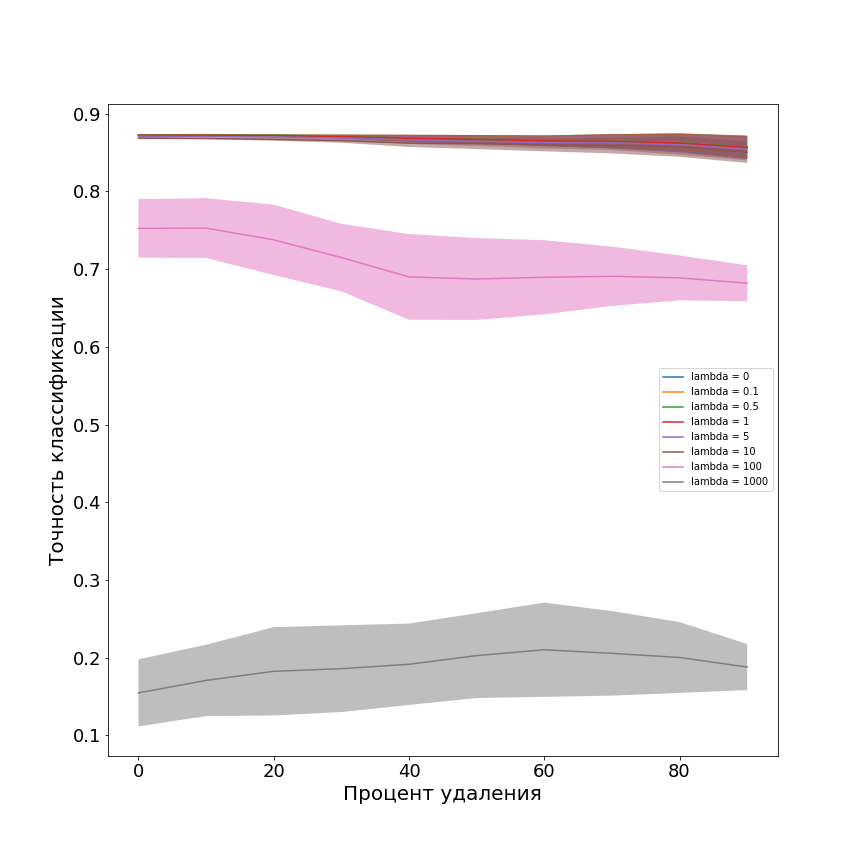 Точность классификации
0.9
0.8
0.7
0.6
0.5
0.4
0.3
0.2
0.1
lambda = 0
lambda = 0.1
lambda = 0.5
lambda = 1
lambda = 5
lambda = 10
lambda = 100
lambda = 1000
0 20 40 60 80
Процент удаления